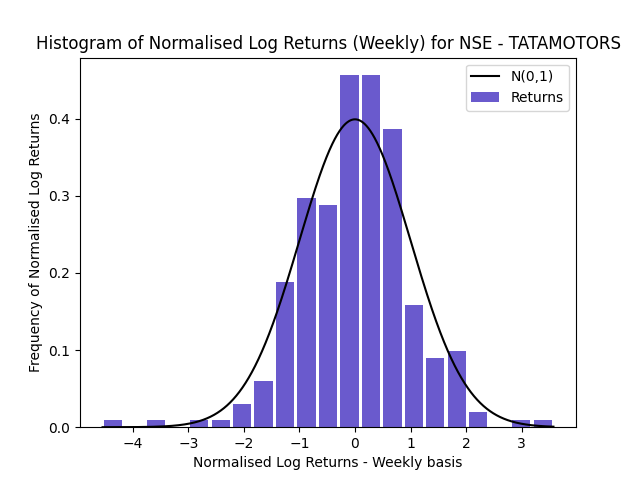 Histogram of Normalised Log Returns (Weekly) for NSE - TATAMOTORS
N(0,1)
Returns
Frequency of Normalised Log Returns
0.4
0.3
0.2
0.1
0.0
−4 −3 −2 −1 0 1 2 3
Normalised Log Returns - Weekly basis